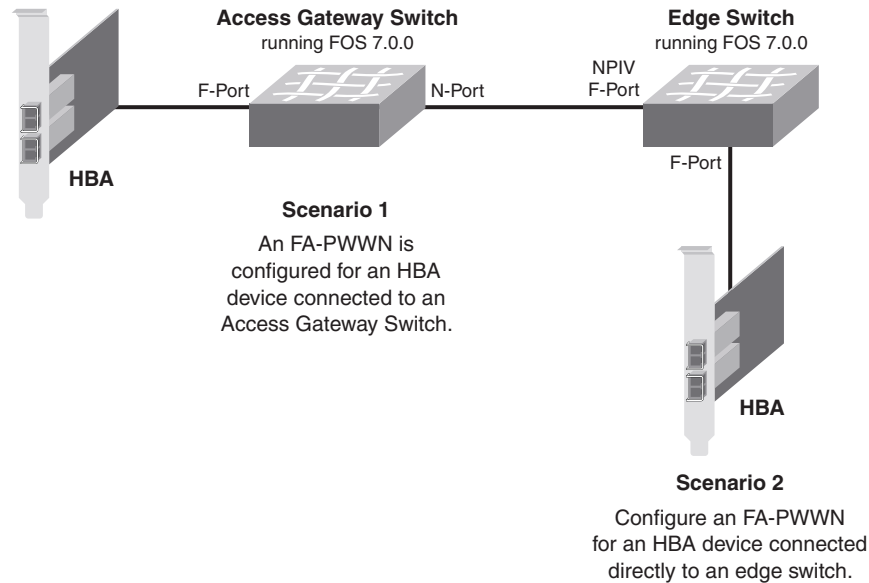 Access Gateway Switch
running FOS 7.0.0
Edge Switch
running FOS 7.0.0
F-Port
N-Port
NPIV
F-Port
HBA
F-Port
Scenario 1
An FA-PWWN is
configured for an HBA
device connected to an
Access Gateway Switch.
HBA
Scenario 2
Configure an FA-PWWN
for an HBA device connected
directly to an edge switch.